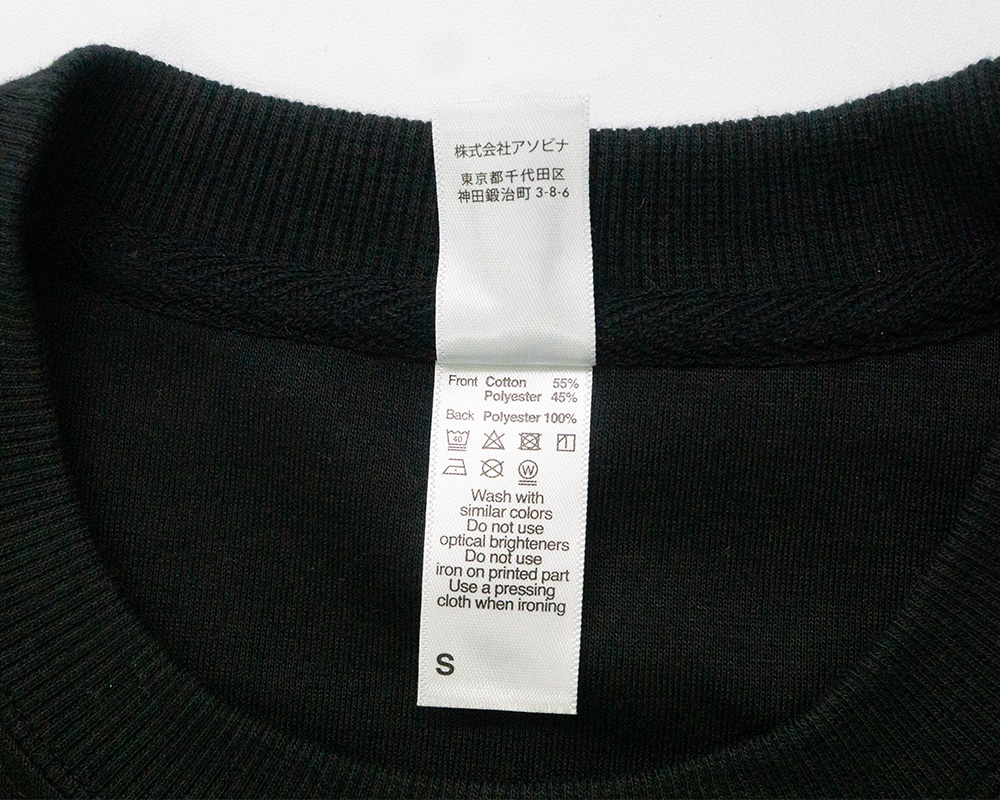 株式会社アソビナ
東京都千代田区
神田鍛治町 3-8-6
Front Cotton 55%
Polyester 45%
Back Polyester 100%
40
W
Wash with
similar colors
Do not use
optical brighteners
Do not use
iron on printed part
Use a pressing
cloth when ironing
S